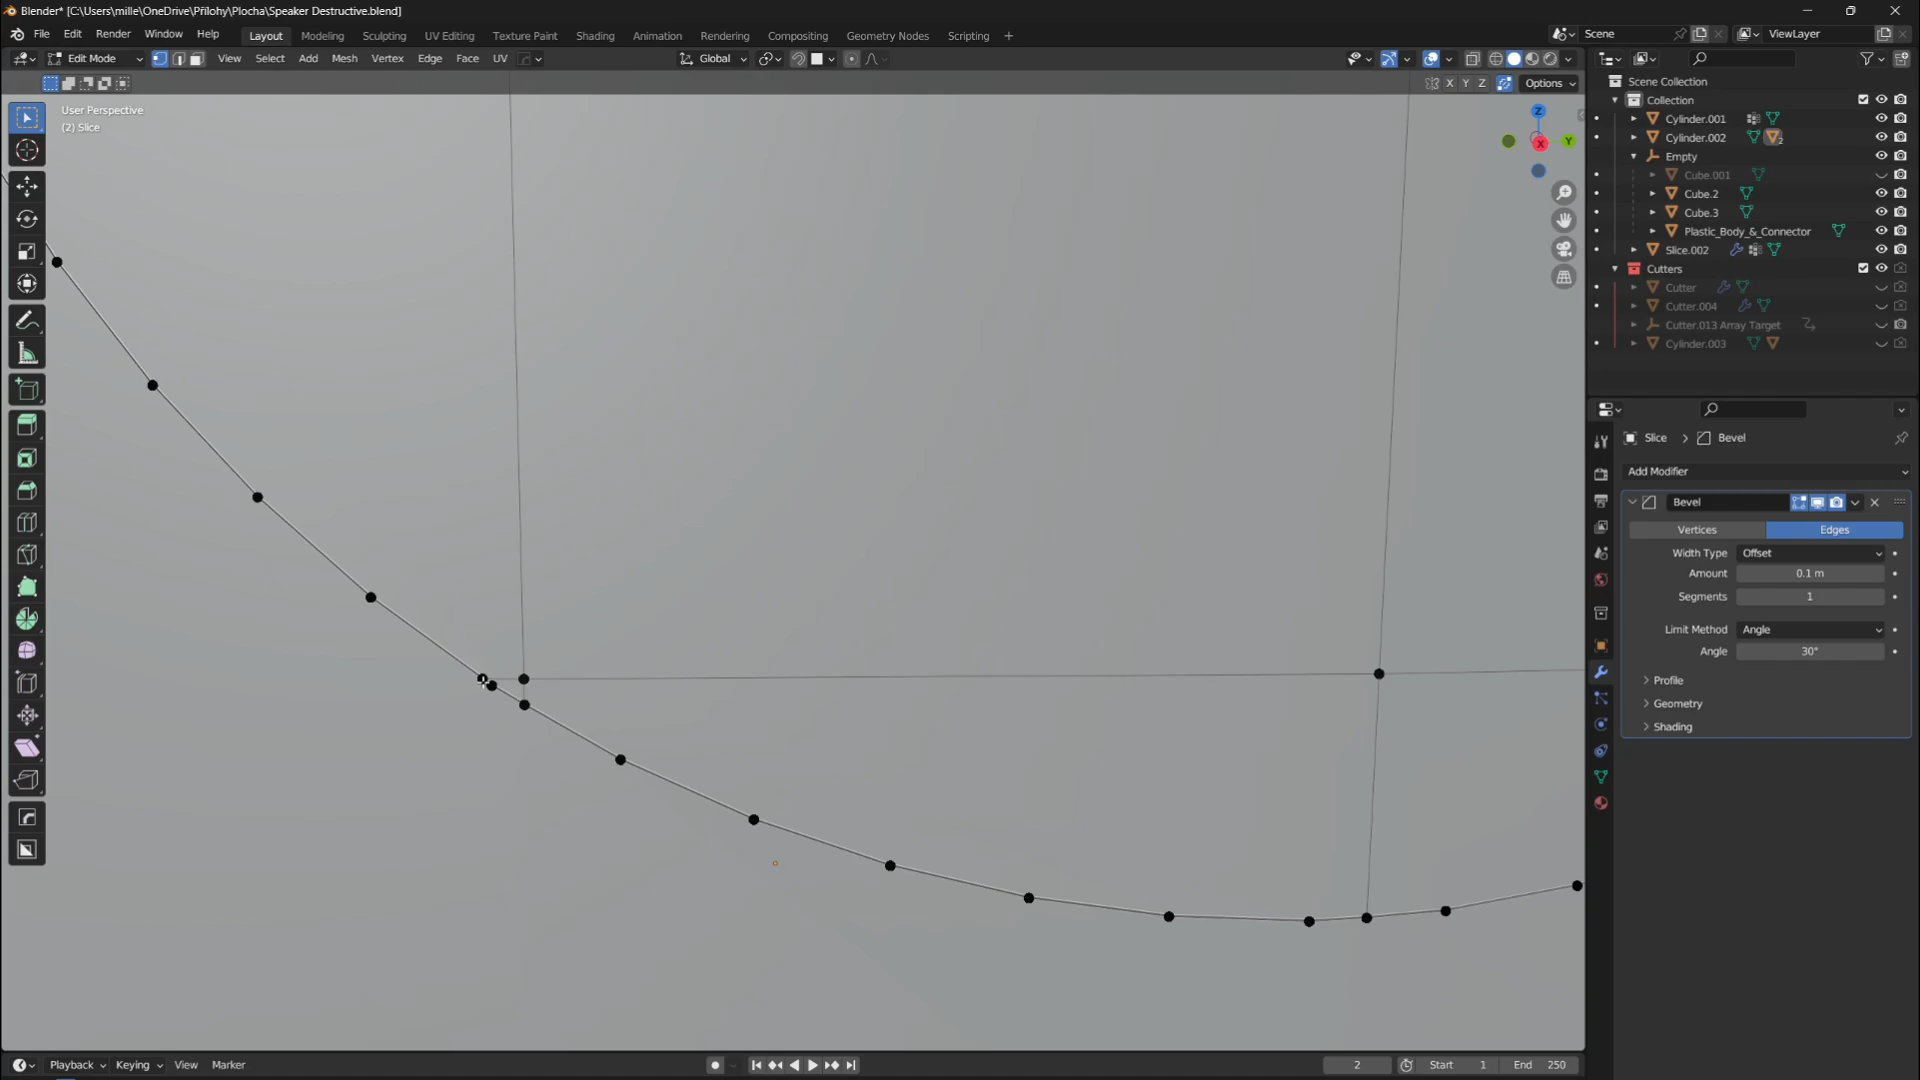 Blender* [C:\Users\mille\OneDrive\Přílohy\Plocha\Speaker Destructive.blend]
File Edit Render Window Help Layout Modeling Sculpting UV Editing Texture Paint Shading Animation Rendering Compositing Geometry Nodes Scripting + Scene ViewLayer
Edit Mode View Select Add Mesh Vertex Edge Face UV Global
X Y Z Options
User Perspective
(2) Slice
Z
Y
X
Scene Collection
Collection
Cylinder.001
Cylinder.002 2
Empty
Cube.001
Cube.2
Cube.3
Plastic_Body_&_Connector
Slice.002
Cutters
Cutter
Cutter.004
Cutter.013 Array Target
Cylinder.003
Slice > Bevel
Add Modifier
Bevel
Vertices Edges
Width Type Offset
Amount 0.1 m
Segments 1
Limit Method Angle
Angle 30°
Profile
Geometry
Shading
Playback Keying View Marker 2 Start 1 End 250